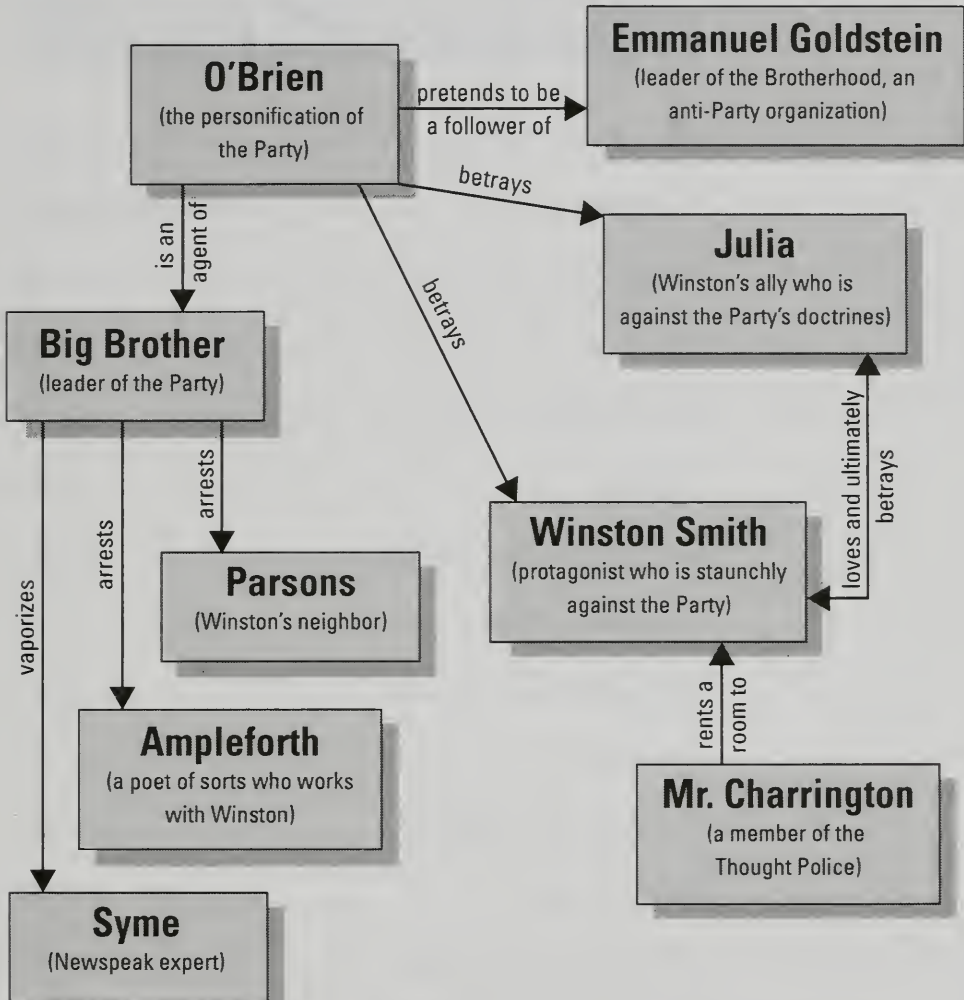 O'Brien
(the personification of
the Party)
pretends to be
a follower of
Emmanuel Goldstein
(leader of the Brotherhood, an
anti-Party organization)
betrays
Julia
(Winston's ally who is
against the Party's doctrines)
is an
agent of
betrays
Big Brother
(leader of the Party)
loves and ultimately
betrays
arrests
arrests
vaporizes
Winston Smith
(protagonist who is staunchly
against the Party)
Parsons
(Winston's neighbor)
rents a
room to
Ampleforth
(a poet of sorts who works
with Winston)
Mr. Charrington
(a member of the
Thought Police)
Syme
(Newspeak expert)